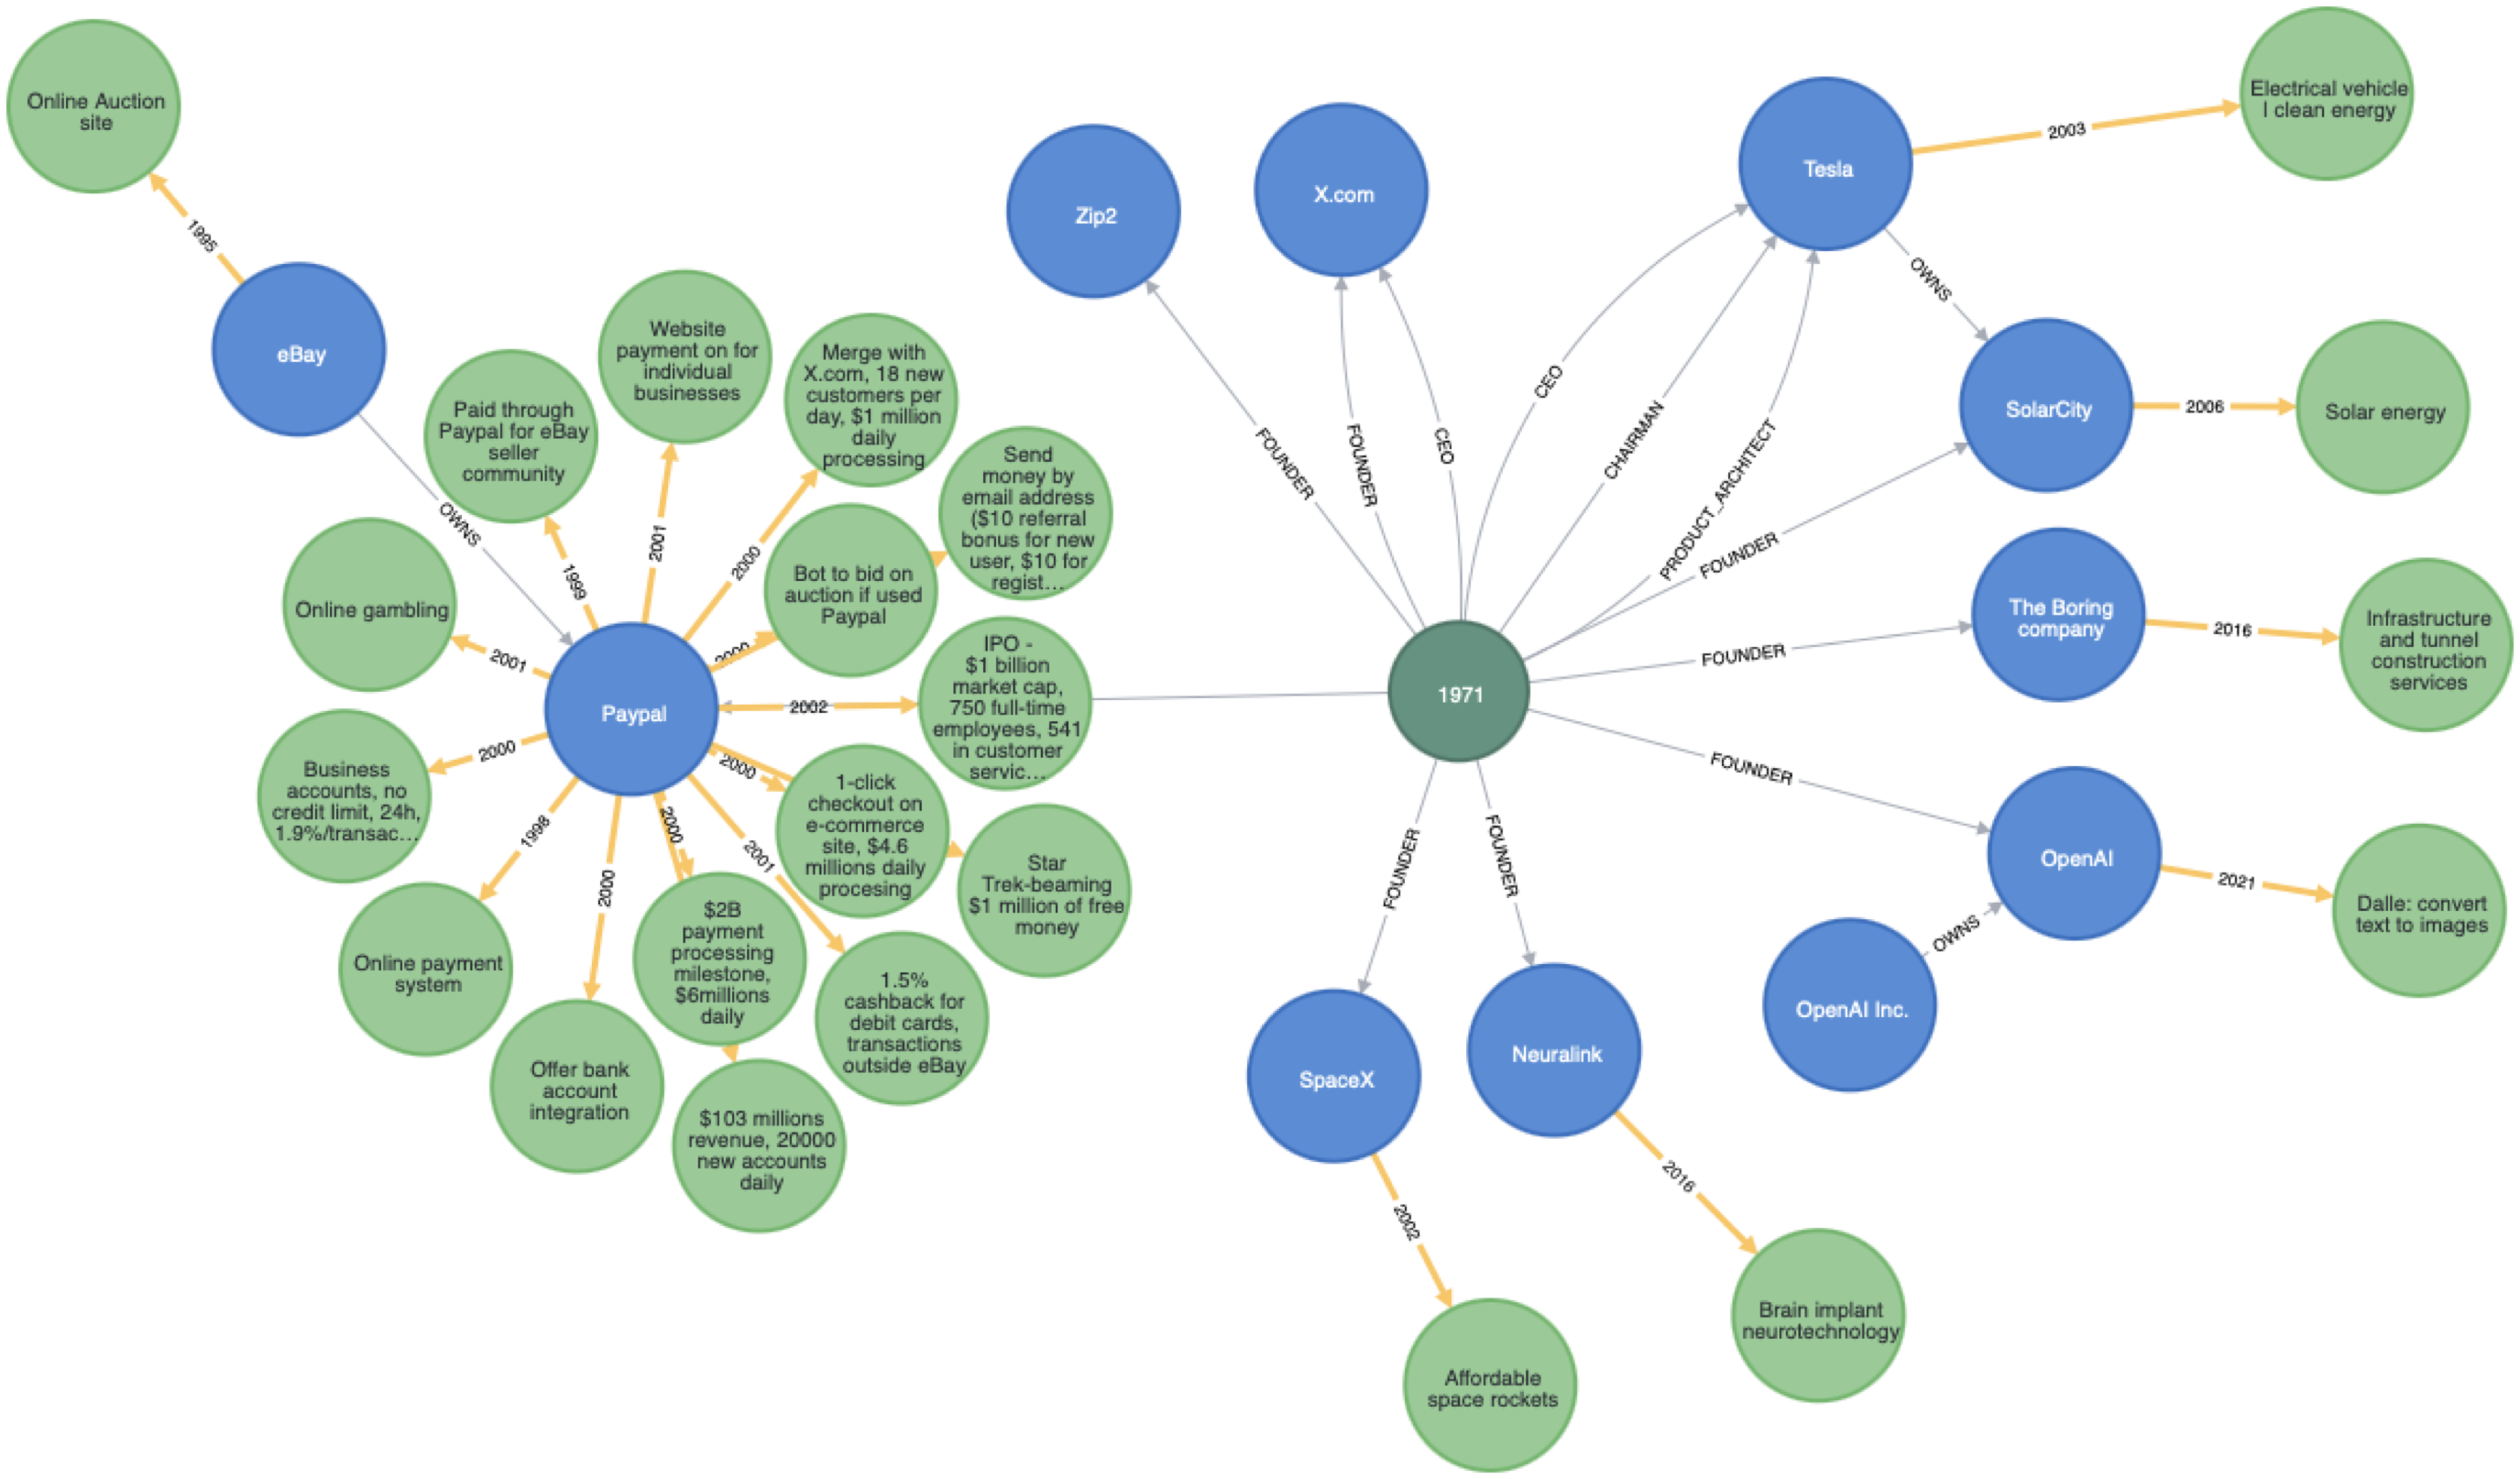 Online Auction
site
1995
eBay
OWNS
Paid through
Paypal for eBay
seller
community
1999
Website
payment on for
individual
businesses
2001
Merge with
X.com, 18 new
customers per
day, $1 million
daily
processing
2000
Send
money by
email address
($10 referral
bonus for new
user, $10 for
regist...
Bot to bid on
auction if used
Paypal
2000
Online gambling
2001
Paypal
2002
IPO -
$1 billion
market cap,
750 full-time
employees, 541
in customer
servic...
Business
accounts, no
credit limit, 24h,
1.9%/transac...
2000
2000
1-click
checkout on
e-commerce
site, $4.6
millions daily
procesing
Star
Trek-beaming
$1 million of free
money
Online payment
system
1998
Offer bank
account
integration
2000
2000
$2B
payment
processing
milestone,
$6millions
daily
2001
1.5%
cashback for
debit cards,
transactions
outside eBay
$103 millions
revenue, 20000
new accounts
daily
Zip2
X.com
Tesla
2003
Electrical vehicle
I clean energy
FOUNDER
FOUNDER
CEO
CEO
CHAIRMAN
PRODUCT_ARCHITECT
OWNS
SolarCity
2006
Solar energy
FOUNDER
1971
FOUNDER
The Boring
company
2016
Infrastructure
and tunnel
construction
services
FOUNDER
OpenAI
2021
Dalle: convert
text to images
OWNS
OpenAI Inc.
FOUNDER
FOUNDER
SpaceX
2002
Affordable
space rockets
Neuralink
2016
Brain implant
neurotechnology